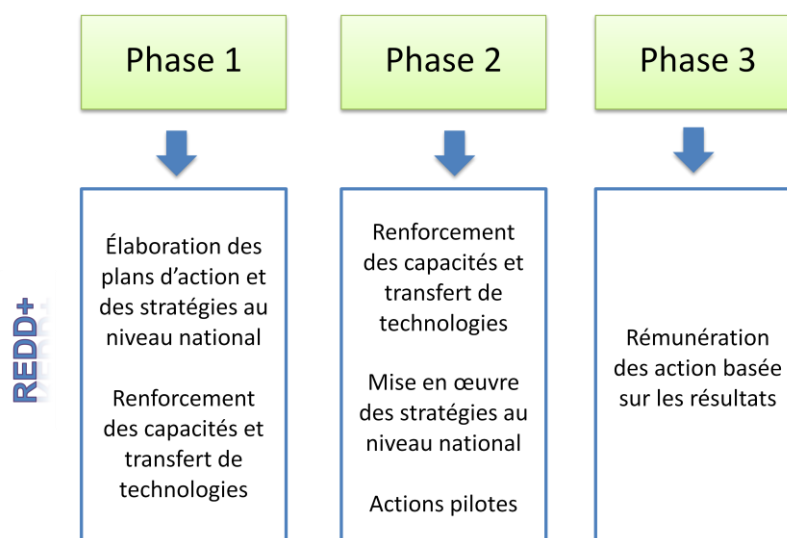 Phase 1
Phase 2
Phase 3
REDD+
Élaboration des
plans d’action et
des stratégies au
niveau national
Renforcement
des capacités et
transfert de
technologies
Renforcement
des capacités et
transfert de
technologies
Mise en œuvre
des stratégies au
niveau national
Actions pilotes
Rémunération
des action basée
sur les résultats